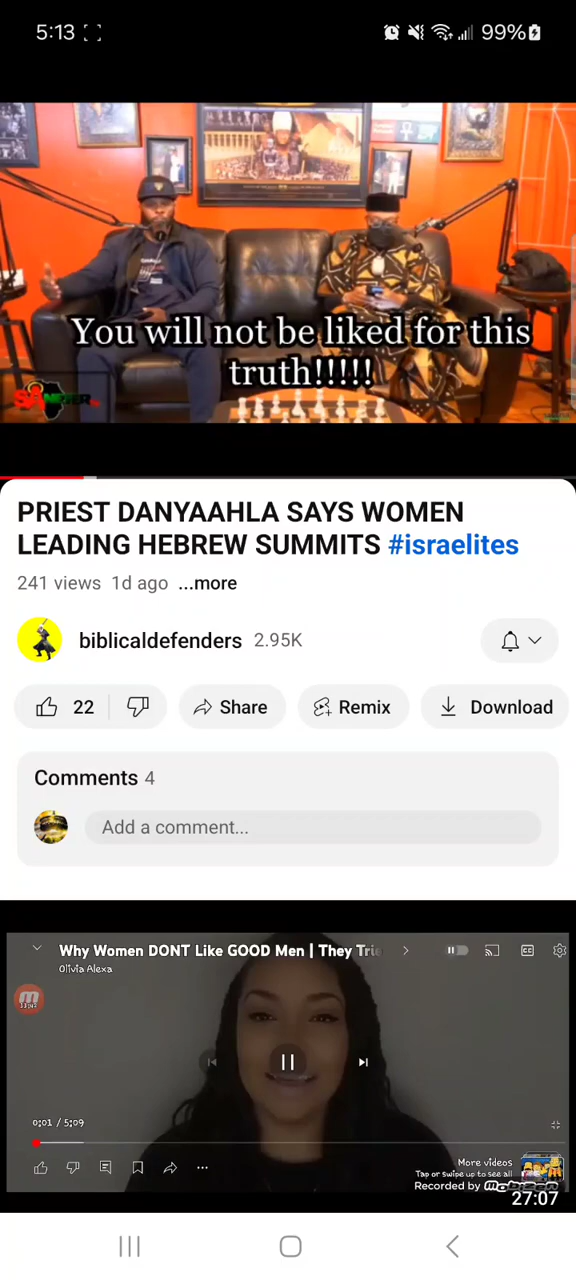 5:13
99%
You will not be liked for this
truth!!!!!
PRIEST DANYAAHLA SAYS WOMEN
LEADING HEBREW SUMMITS #israelites
241 views 1d ago ...more
biblicaldefenders 2.95K
22 Share Remix Download
Comments 4
Add a comment...
Why Women DONT Like GOOD Men | They Trie
Olivia Alexa
CC
0:01 / 5:09
More videos
Tap or swipe up to see all
Recorded by
27:07